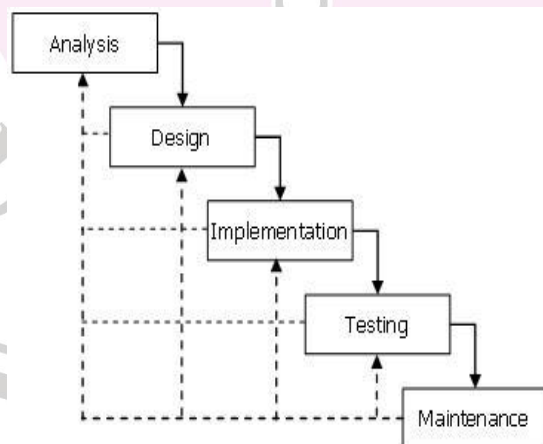 Analysis
Design
Implementation
Testing
Maintenance